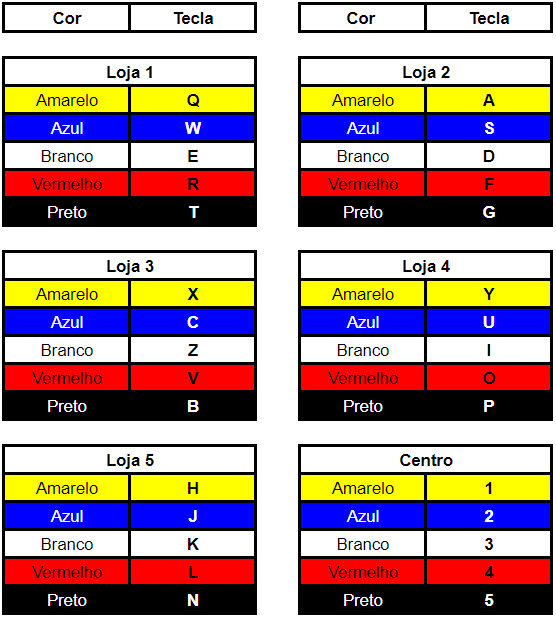 Cor Tecla
Loja 1
Amarelo Q
Azul W
Branco E
Vermelho R
Preto T
Loja 3
Amarelo X
Azul C
Branco Z
Vermelho V
Preto B
Loja 5
Amarelo H
Azul J
Branco K
Vermelho L
Preto N
Cor Tecla
Loja 2
Amarelo A
Azul S
Branco D
Vermelho F
Preto G
Loja 4
Amarelo Y
Azul U
Branco I
Vermelho O
Preto P
Centro
Amarelo 1
Azul 2
Branco 3
Vermelho 4
Preto 5